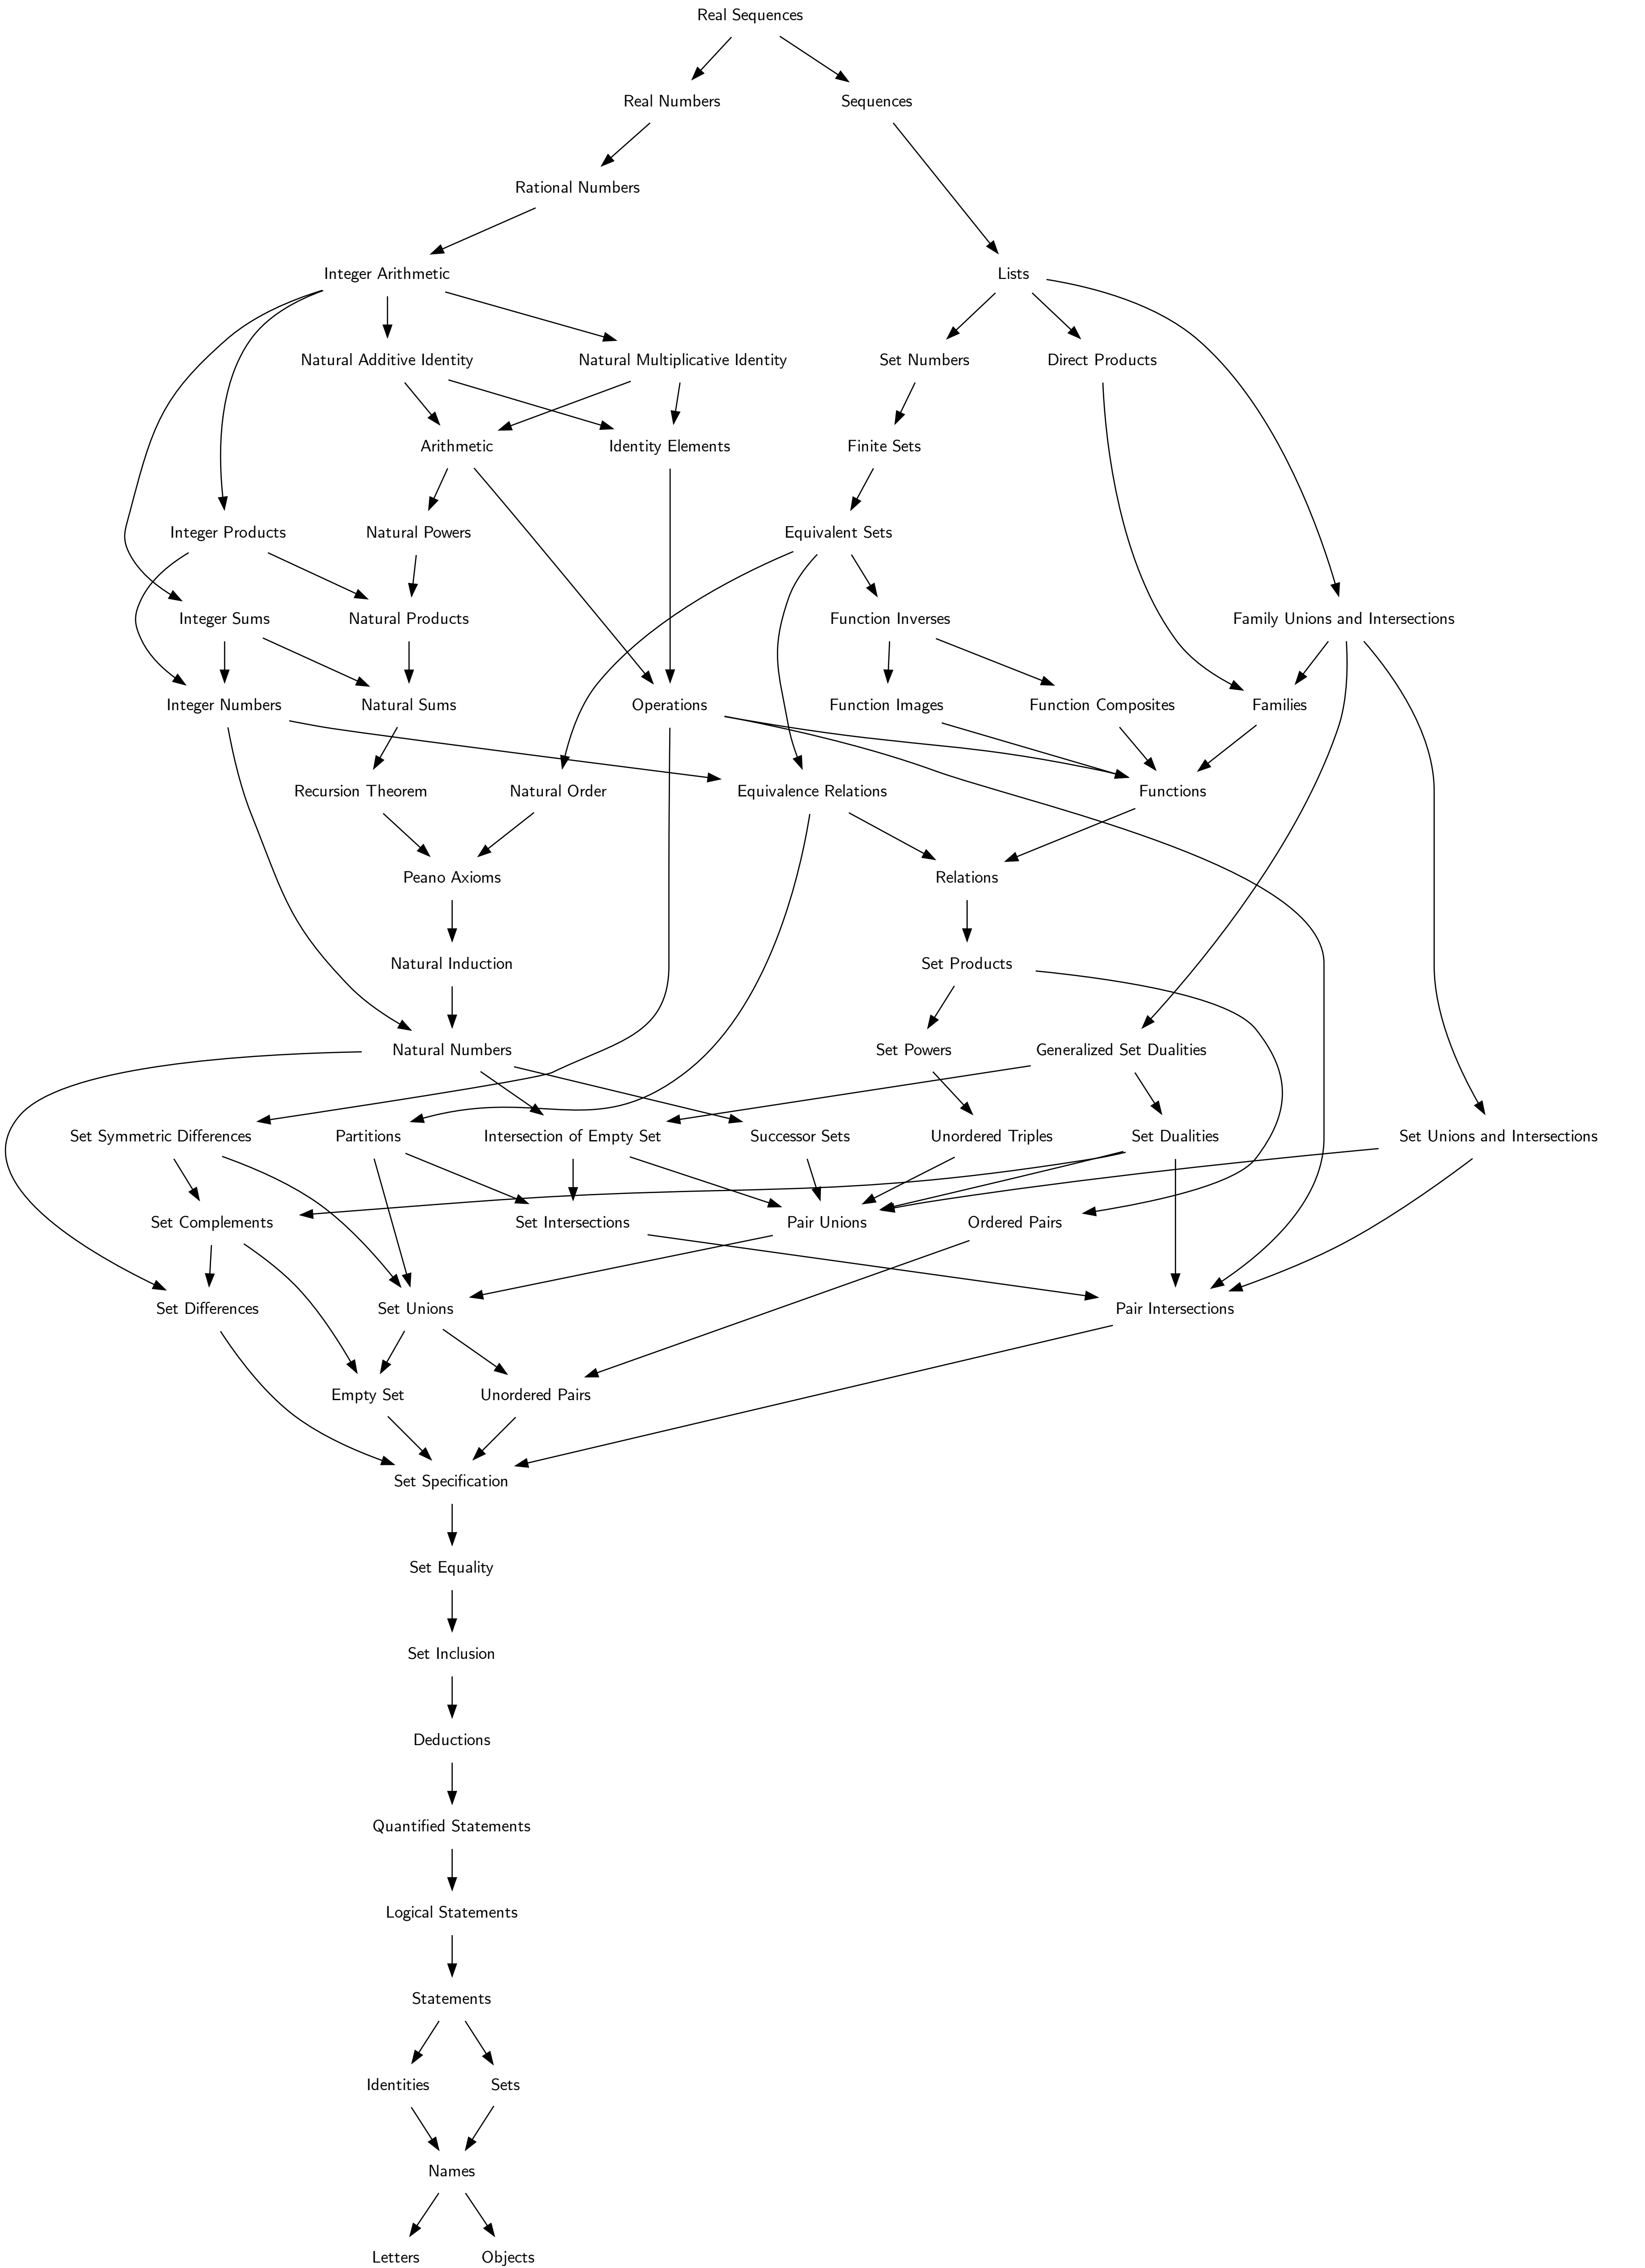 Real Sequences
Real Numbers
Sequences
Rational Numbers
Integer Arithmetic
Lists
Natural Additive Identity
Natural Multiplicative Identity
Set Numbers
Direct Products
Arithmetic
Identity Elements
Finite Sets
Integer Products
Natural Powers
Equivalent Sets
Integer Sums
Natural Products
Function Inverses
Family Unions and Intersections
Integer Numbers
Natural Sums
Operations
Function Images
Function Composites
Families
Recursion Theorem
Natural Order
Equivalence Relations
Functions
Peano Axioms
Relations
Natural Induction
Set Products
Natural Numbers
Set Powers
Generalized Set Dualities
Set Symmetric Differences
Partitions
Intersection of Empty Set
Successor Sets
Unordered Triples
Set Dualities
Set Unions and Intersections
Set Complements
Set Intersections
Pair Unions
Ordered Pairs
Set Differences
Set Unions
Pair Intersections
Empty Set
Unordered Pairs
Set Specification
Set Equality
Set Inclusion
Deductions
Quantified Statements
Logical Statements
Statements
Identities
Sets
Names
Letters
Objects